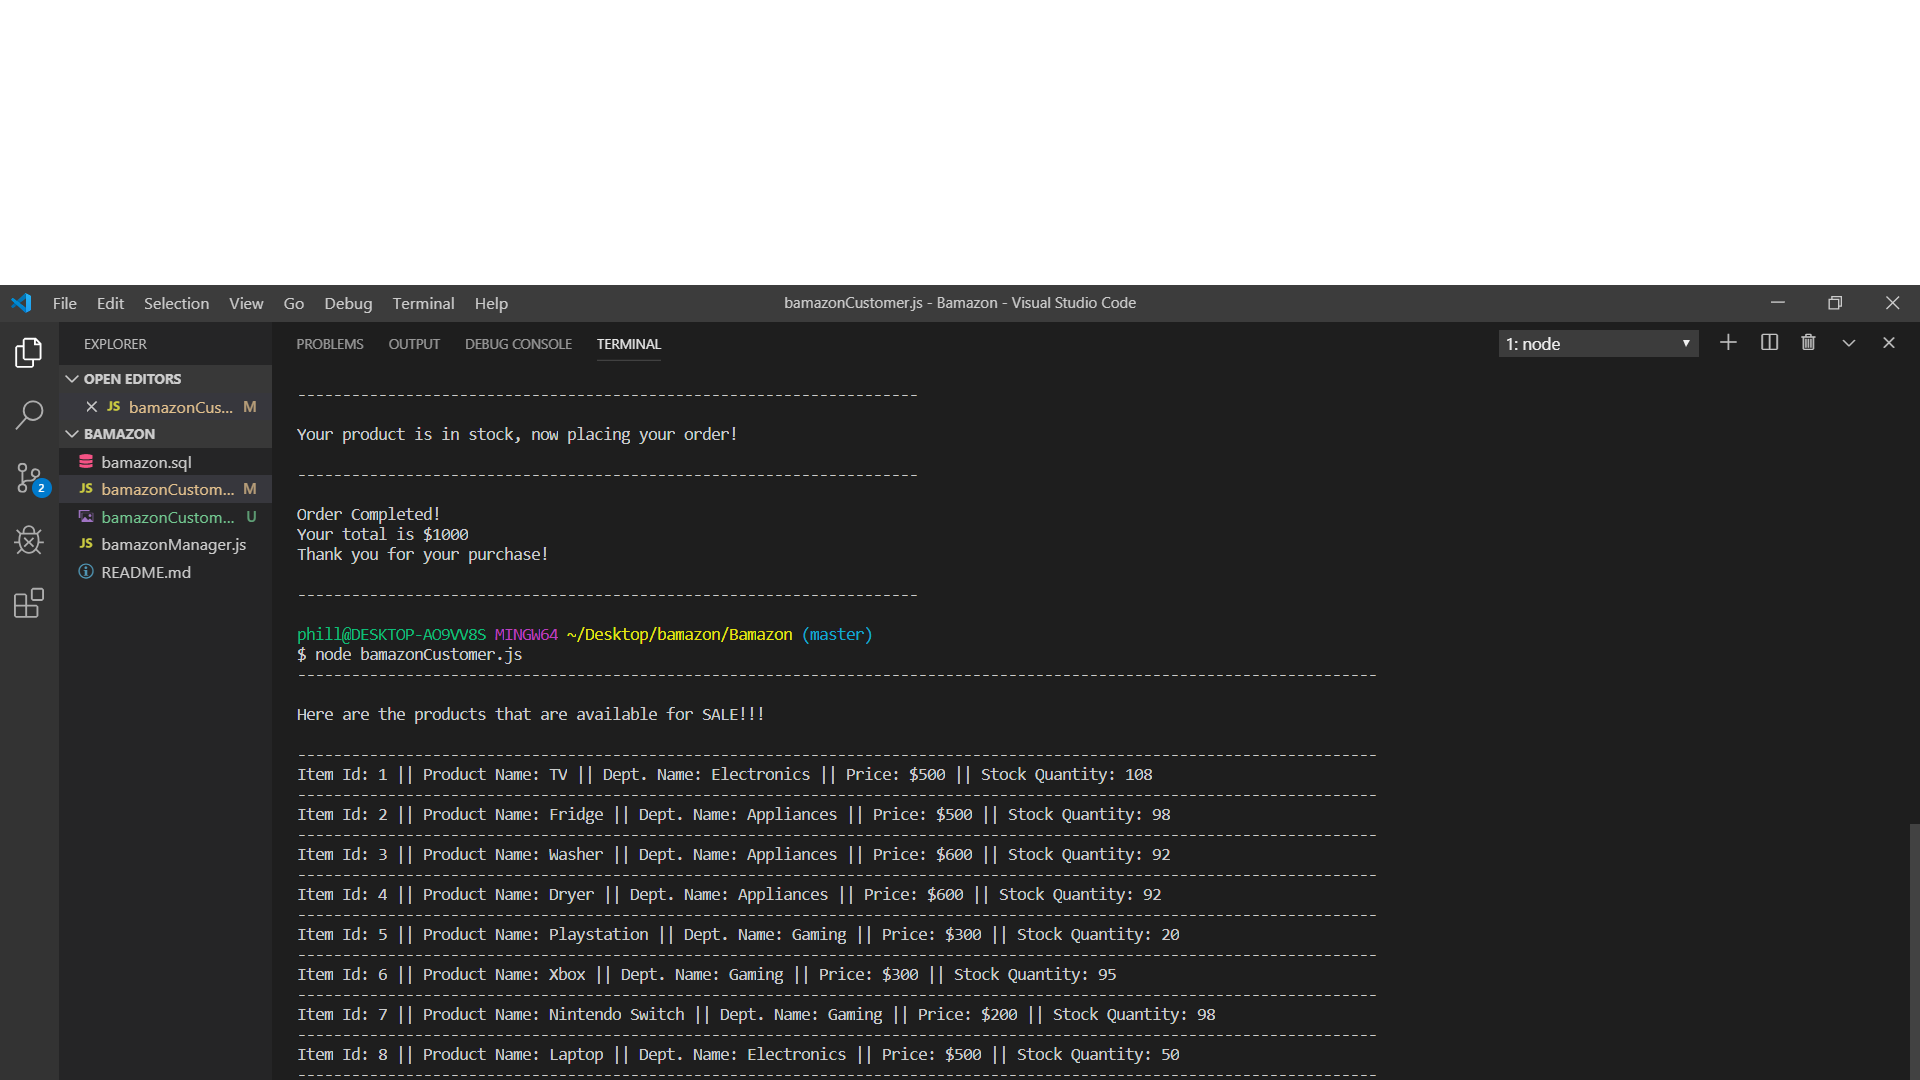 File Edit Selection View Go Debug Terminal Help
bamazonCustomer.js - Bamazon - Visual Studio Code
EXPLORER
OPEN EDITORS
JS bamazonCus... M
BAMAZON
bamazon.sql
JS bamazonCustom... M
bamazonCustom... U
JS bamazonManager.js
README.md
2
PROBLEMS OUTPUT DEBUG CONSOLE TERMINAL
1: node
---------------------------------------------------------------------
Your product is in stock, now placing your order!
---------------------------------------------------------------------
Order Completed!
Your total is $1000
Thank you for your purchase!
---------------------------------------------------------------------
phill@DESKTOP-AO9VV8S MINGW64 ~/Desktop/bamazon/Bamazon (master)
$ node bamazonCustomer.js
------------------------------------------------------------------------------------------------------------------------
Here are the products that are available for SALE!!!
------------------------------------------------------------------------------------------------------------------------
Item Id: 1 || Product Name: TV || Dept. Name: Electronics || Price: $500 || Stock Quantity: 108
------------------------------------------------------------------------------------------------------------------------
Item Id: 2 || Product Name: Fridge || Dept. Name: Appliances || Price: $500 || Stock Quantity: 98
------------------------------------------------------------------------------------------------------------------------
Item Id: 3 || Product Name: Washer || Dept. Name: Appliances || Price: $600 || Stock Quantity: 92
------------------------------------------------------------------------------------------------------------------------
Item Id: 4 || Product Name: Dryer || Dept. Name: Appliances || Price: $600 || Stock Quantity: 92
------------------------------------------------------------------------------------------------------------------------
Item Id: 5 || Product Name: Playstation || Dept. Name: Gaming || Price: $300 || Stock Quantity: 20
------------------------------------------------------------------------------------------------------------------------
Item Id: 6 || Product Name: Xbox || Dept. Name: Gaming || Price: $300 || Stock Quantity: 95
------------------------------------------------------------------------------------------------------------------------
Item Id: 7 || Product Name: Nintendo Switch || Dept. Name: Gaming || Price: $200 || Stock Quantity: 98
------------------------------------------------------------------------------------------------------------------------
Item Id: 8 || Product Name: Laptop || Dept. Name: Electronics || Price: $500 || Stock Quantity: 50
------------------------------------------------------------------------------------------------------------------------